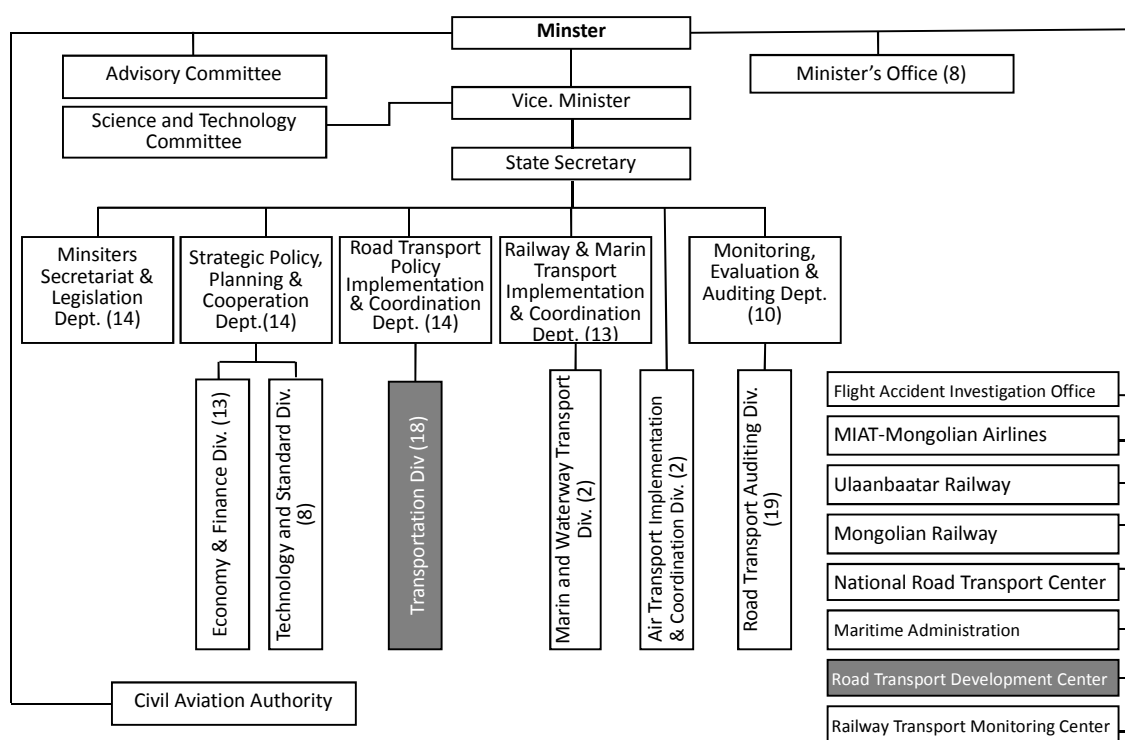 Minster
Advisory Committee
Minister's Office (8)
Vice. Minister
Science and Technology
Committee
State Secretary
Minsiters
Secretariat &
Legislation
Dept. (14)
Strategic Policy,
Planning &
Cooperation
Dept.(14)
Road Transport
Policy
Implementation
& Coordination
Dept. (14)
Railway & Marin
Transport
Implementation
& Coordination
Dept. (13)
Monitoring,
Evaluation &
Auditing Dept.
(10)
Economy & Finance Div. (13)
Technology and Standard Div.
(8)
Transportation Div (18)
Marin and Waterway Transport
Div. (2)
Air Transport Implementation
& Coordination Div. (2)
Road Transport Auditing Div.
(19)
Flight Accident Investigation Office
MIAT-Mongolian Airlines
Ulaanbaatar Railway
Mongolian Railway
National Road Transport Center
Maritime Administration
Road Transport Development Center
Railway Transport Monitoring Center
Civil Aviation Authority